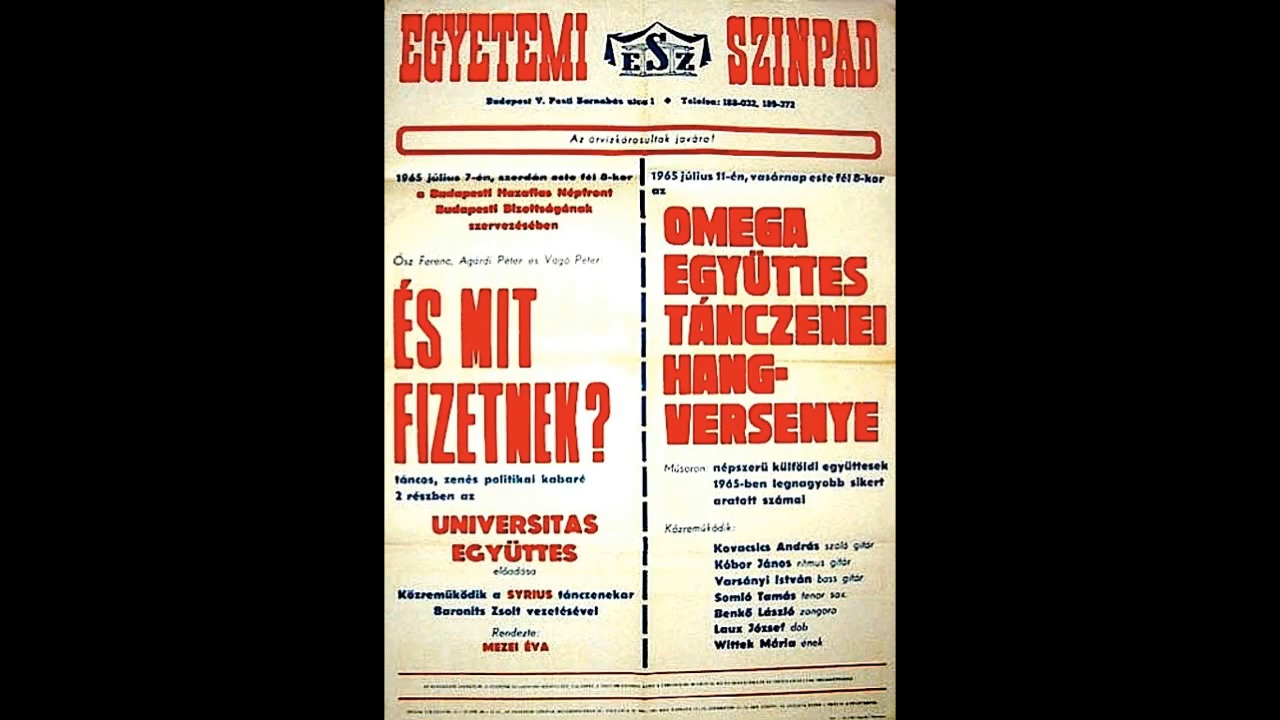 EGYETEMI ESZ SZINPAD
Budapest V. Pesti Barnabás utca 1 ◆ Telefon: 188-032, 189-372
Az árvízkárosultak javára!
1965 július 7-én, szerdán este fél 8-kor
a Budapesti Hazafias Népfront
Budapesti Bizottságának
szervezésében
Ősz Ferenc, Agárdi Péter és Vágó Péter:
ÉS MIT
FIZETNEK?
táncos, zenés politikai kabaré
2 részben az
UNIVERSITAS
EGYÜTTES
előadása
Közreműködik a SYRIUS tánczenekar
Baronits Zsolt vezetésével
Rendezte:
MEZEI ÉVA
1965 július 11-én, vasárnap este fél 8-kor
az
OMEGA
EGYÜTTES
TÁNCZENEI
HANG-
VERSENYE
Műsoron: népszerű külföldi együttesek
1965-ben legnagyobb sikert
aratott számai
Közreműködik:
Kovacsics András szóló gitár
Kóbor János ritmus gitár
Varsányi István bass gitár
Somló Tamás tenor sax.
Benkő László zongora
Laux József dob
Wittek Mária ének